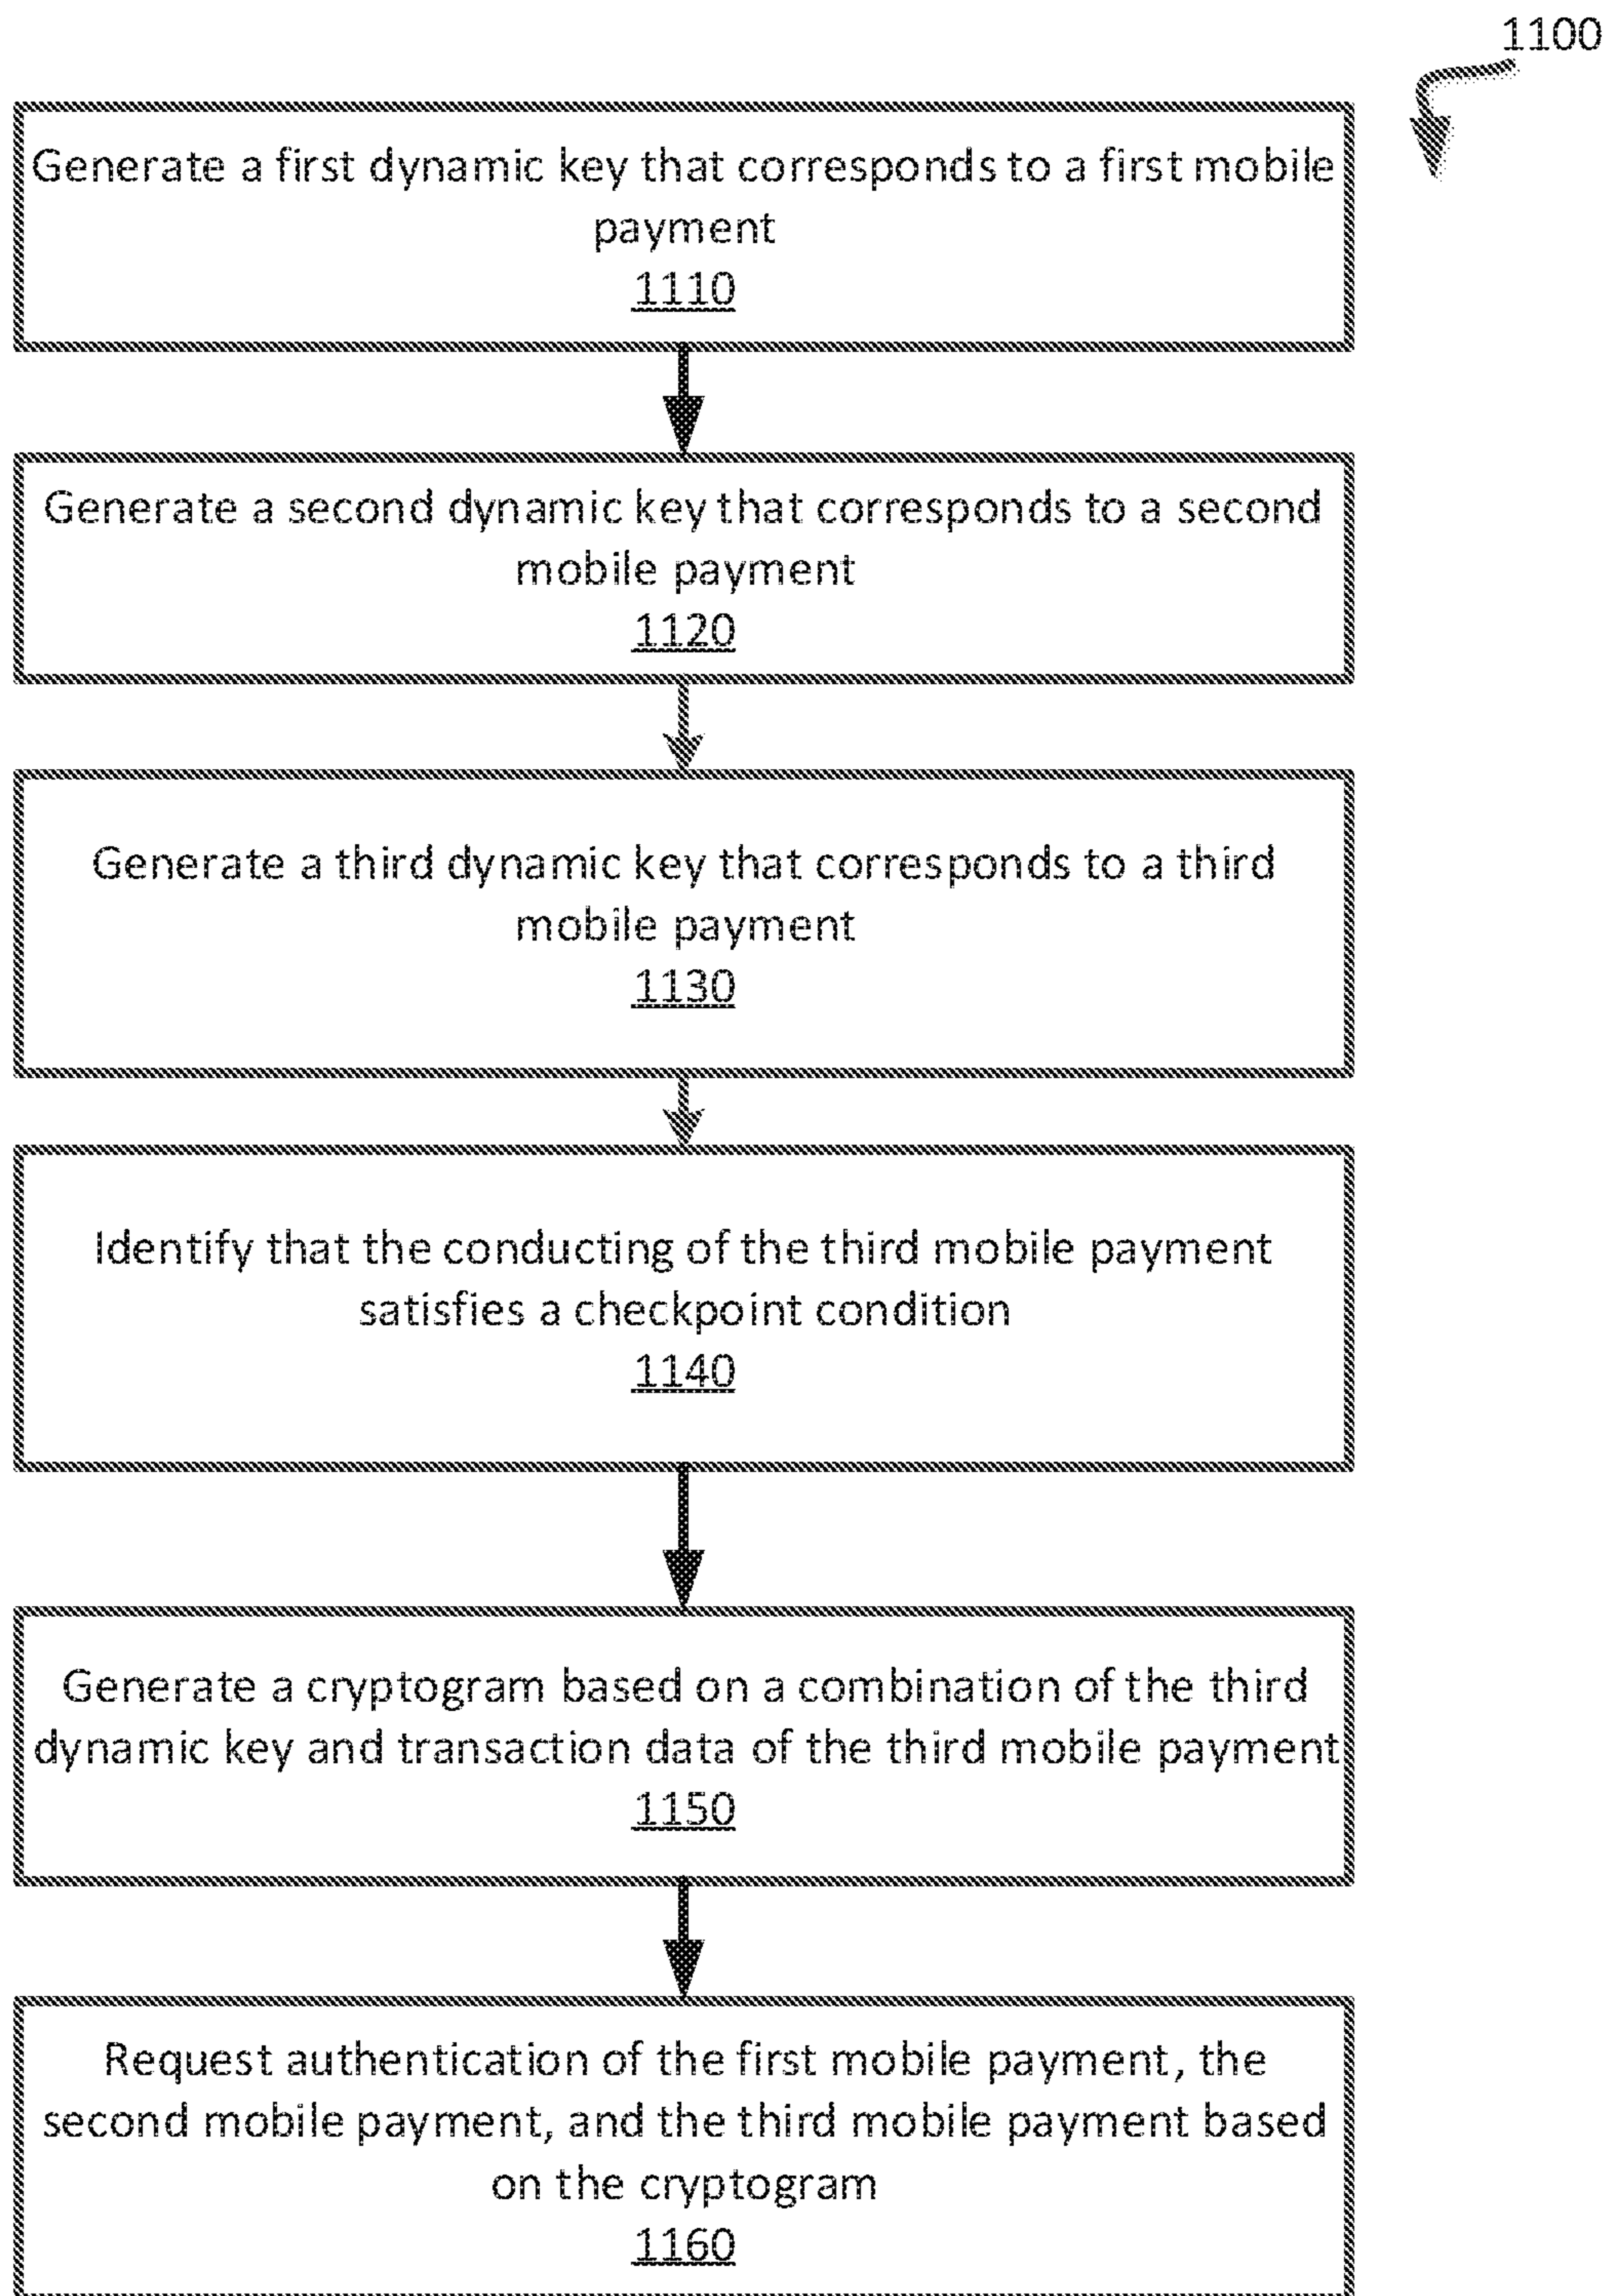 1100
Generate a first dynamic key that corresponds to a first mobile
payment
1110
Generate a second dynamic key that corresponds to a second
mobile payment
1120
Generate a third dynamic key that corresponds to a third
mobile payment
1130
Identify that the conducting of the third mobile payment
satisfies a checkpoint condition
1140
Generate a cryptogram based on a combination of the third
dynamic key and transaction data of the third mobile payment
1150
Request authentication of the first mobile payment, the
second mobile payment, and the third mobile payment based
on the cryptogram
1160